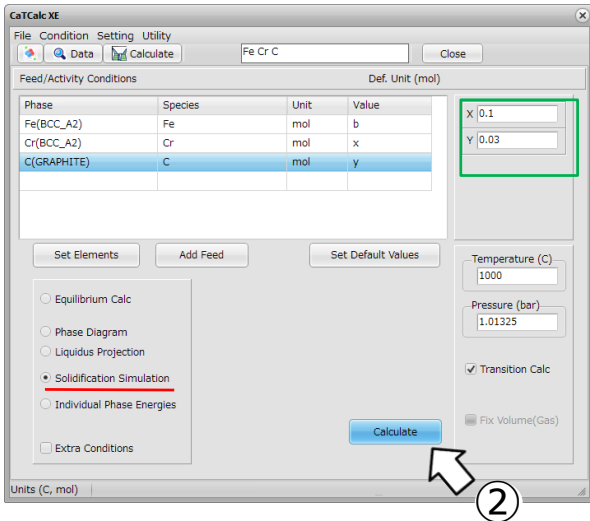 CaTCalc XE
File Condition Setting Utility
Data Calculate Fe Cr C Close
Feed/Activity Conditions Def. Unit (mol)
Phase Species Unit Value
Fe(BCC_A2) Fe mol b
Cr(BCC_A2) Cr mol x
C(GRAPHITE) C mol y
X 0.1
Y 0.03
Set Elements Add Feed Set Default Values
Temperature (C)
1000
Pressure (bar)
1.01325
Equilibrium Calc
Phase Diagram
Liquidus Projection
Solidification Simulation
Individual Phase Energies
Extra Conditions
Transition Calc
Fix Volume(Gas)
Calculate
②
Units (C, mol)